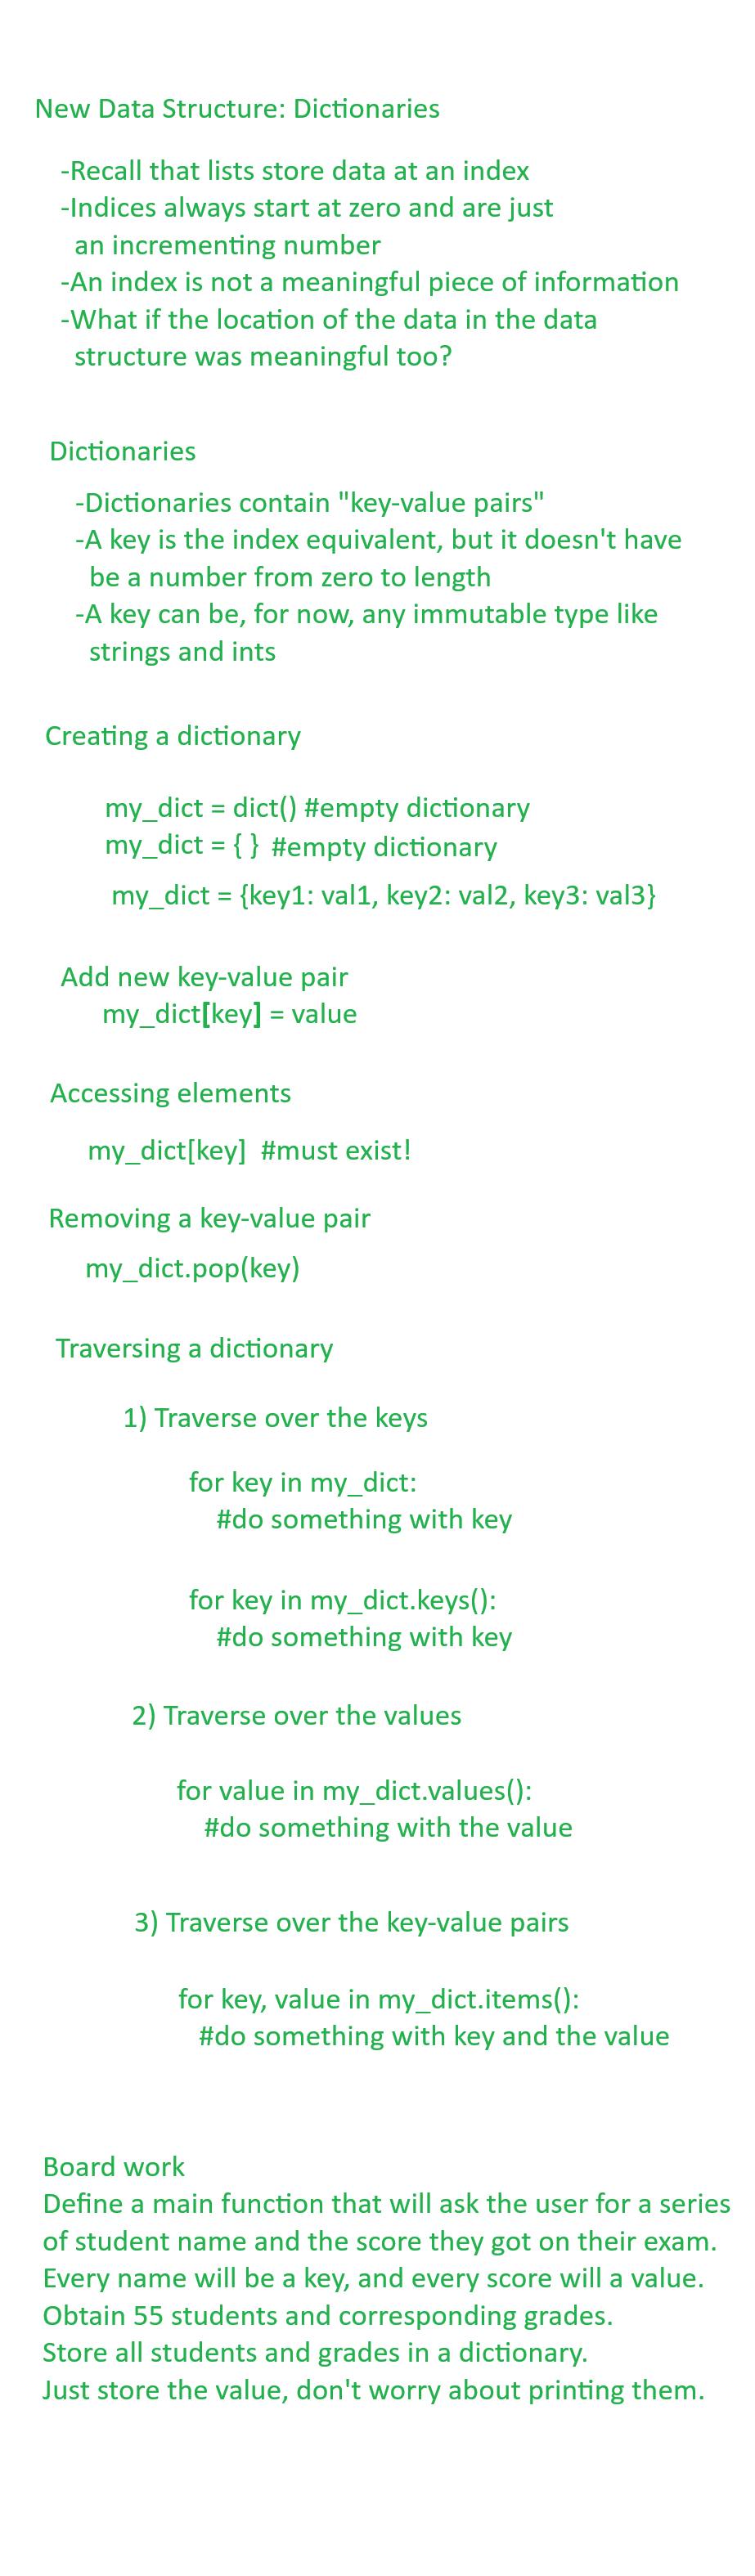 New Data Structure: Dictionaries
-Recall that lists store data at an index
-Indices always start at zero and are just
an incrementing number
-An index is not a meaningful piece of information
-What if the location of the data in the data
structure was meaningful too?
Dictionaries
-Dictionaries contain "key-value pairs"
-A key is the index equivalent, but it doesn't have
be a number from zero to length
-A key can be, for now, any immutable type like
strings and ints
Creating a dictionary
my_dict = dict() #empty dictionary
my_dict = { } #empty dictionary
my_dict = {key1: val1, key2: val2, key3: val3}
Add new key-value pair
my_dict[key] = value
Accessing elements
my_dict[key] #must exist!
Removing a key-value pair
my_dict.pop(key)
Traversing a dictionary
1) Traverse over the keys
for key in my_dict:
#do something with key
for key in my_dict.keys():
#do something with key
2) Traverse over the values
for value in my_dict.values():
#do something with the value
3) Traverse over the key-value pairs
for key, value in my_dict.items():
#do something with key and the value
Board work
Define a main function that will ask the user for a series
of student name and the score they got on their exam.
Every name will be a key, and every score will a value.
Obtain 55 students and corresponding grades.
Store all students and grades in a dictionary.
Just store the value, don't worry about printing them.